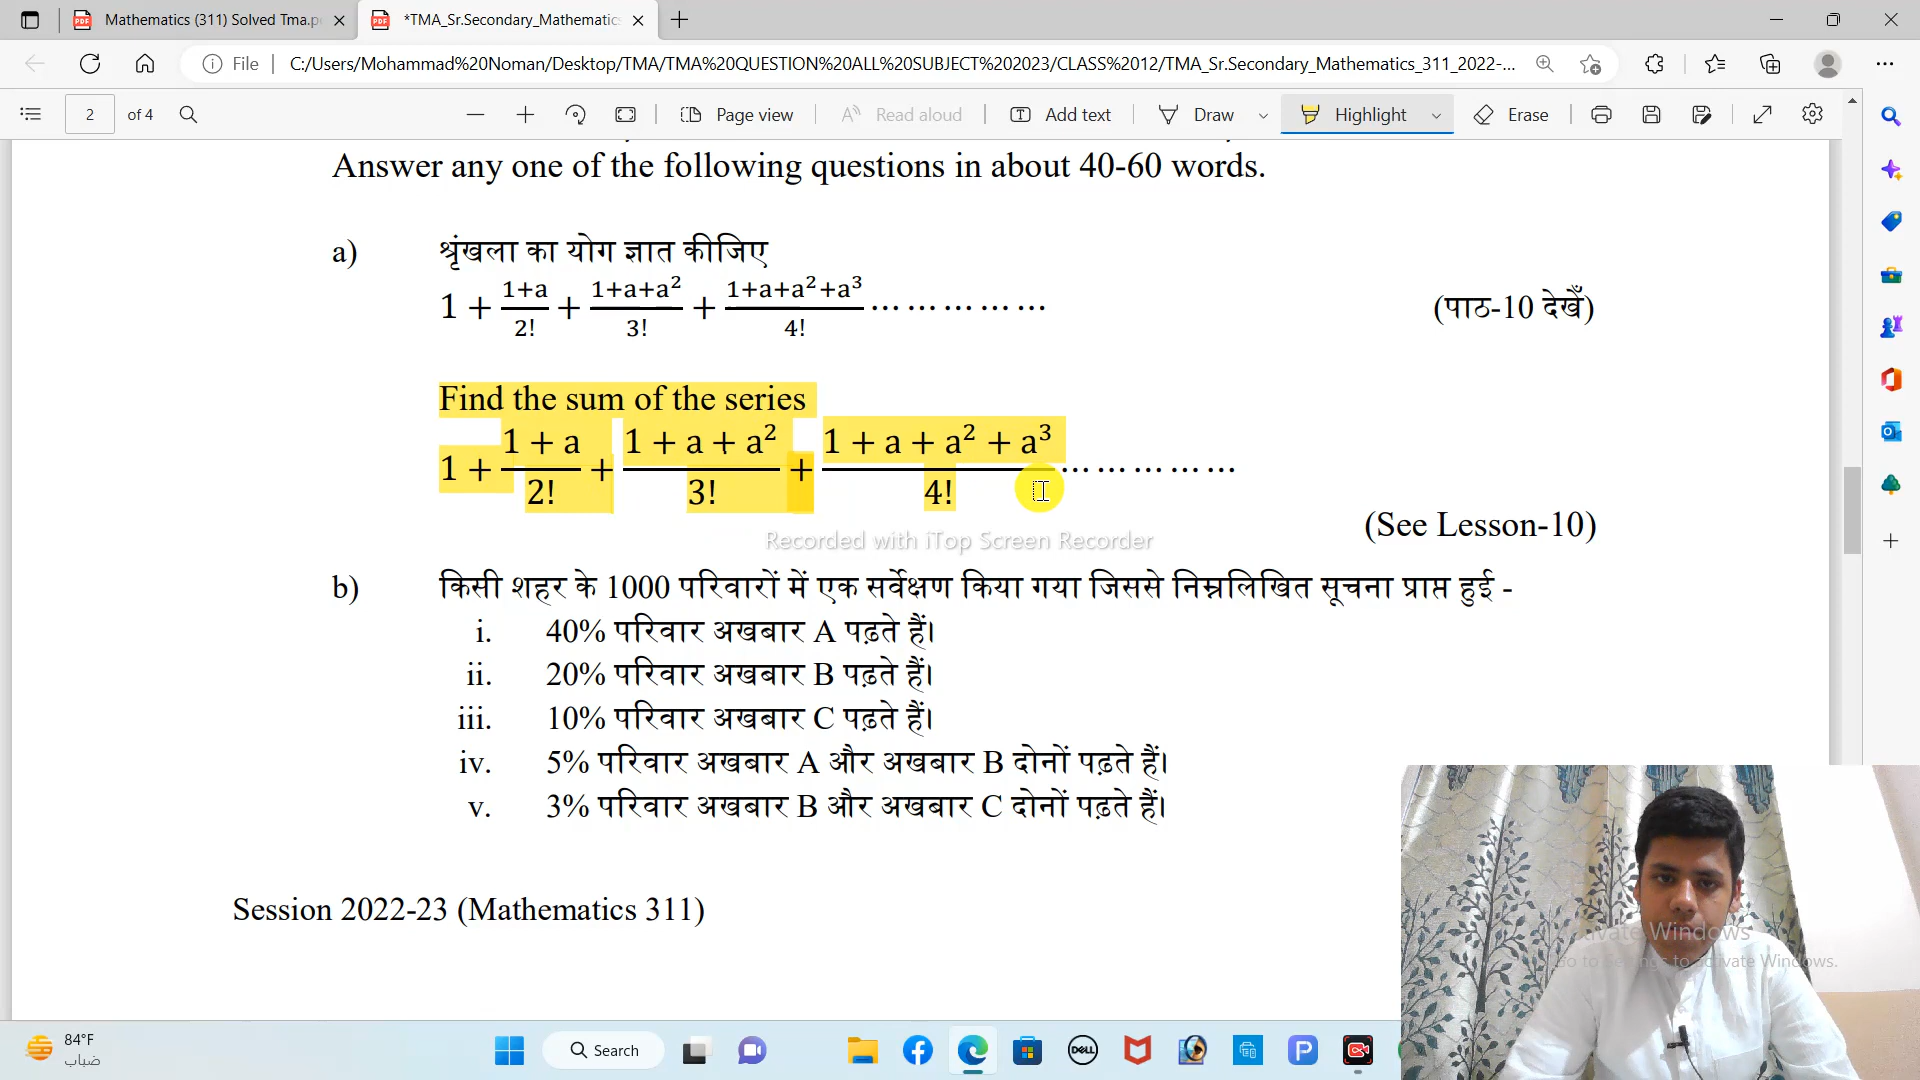 Mathematics (311) Solved Tma.p
*TMA_Sr.Secondary_Mathematic
File
C:/Users/Mohammad%20Noman/Desktop/TMA/TMA%20QUESTION%20ALL%20SUBJECT%202023/CLASS%2012/TMA_Sr.Secondary_Mathematics_311_2022-...
2 of 4
Page view
Read aloud
Add text
Draw
Highlight
Erase
Answer any one of the following questions in about 40-60 words.
a) श्रृंखला का योग ज्ञात कीजिए
1 + (1+a)/2! + (1+a+a²)/3! + (1+a+a²+a³)/4! ……………
(पाठ-10 देखेँ)
Find the sum of the series
1 + (1 + a)/2! + (1 + a + a²)/3! + (1 + a + a² + a³)/4! ……………
(See Lesson-10)
Recorded with iTop Screen Recorder
b) किसी शहर के 1000 परिवारों में एक सर्वेक्षण किया गया जिससे निम्नलिखित सूचना प्राप्त हुई -
i. 40% परिवार अखबार A पढ़ते हैं।
ii. 20% परिवार अखबार B पढ़ते हैं।
iii. 10% परिवार अखबार C पढ़ते हैं।
iv. 5% परिवार अखबार A और अखबार B दोनों पढ़ते हैं।
v. 3% परिवार अखबार B और अखबार C दोनों पढ़ते हैं।
Session 2022-23 (Mathematics 311)
Windows
to activate Windows.
84°F
ضباب
Search
DELL